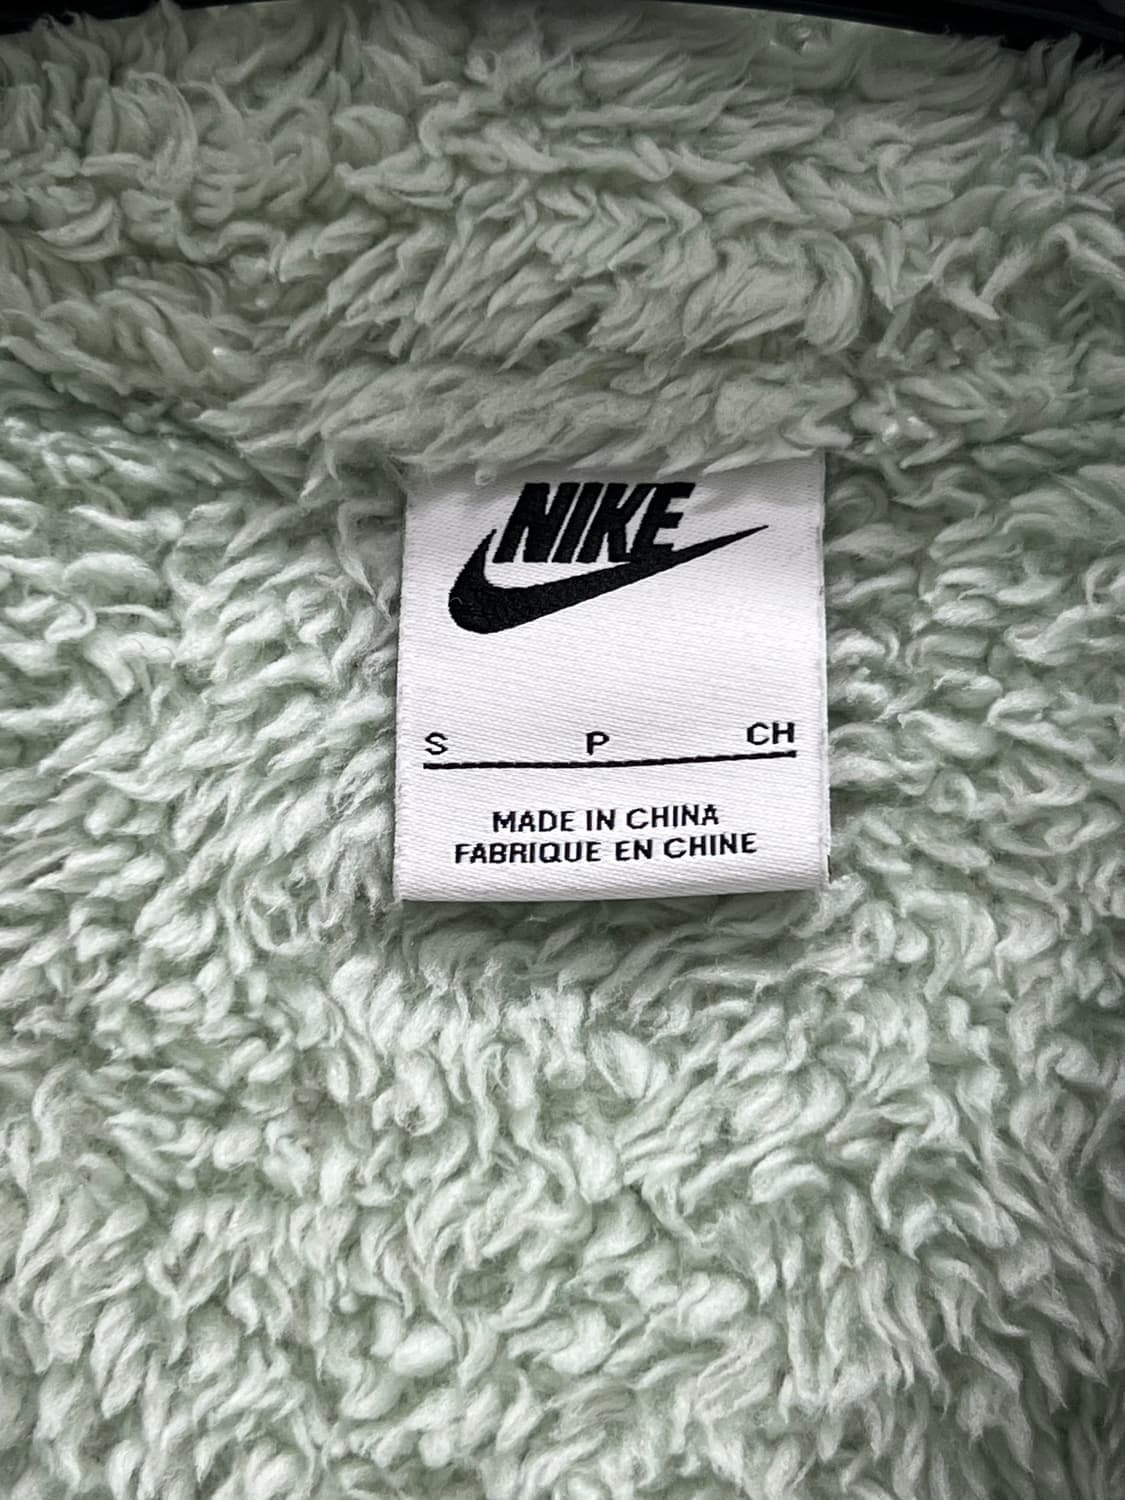 NIKE
S P CH
MADE IN CHINA
FABRIQUE EN CHINE